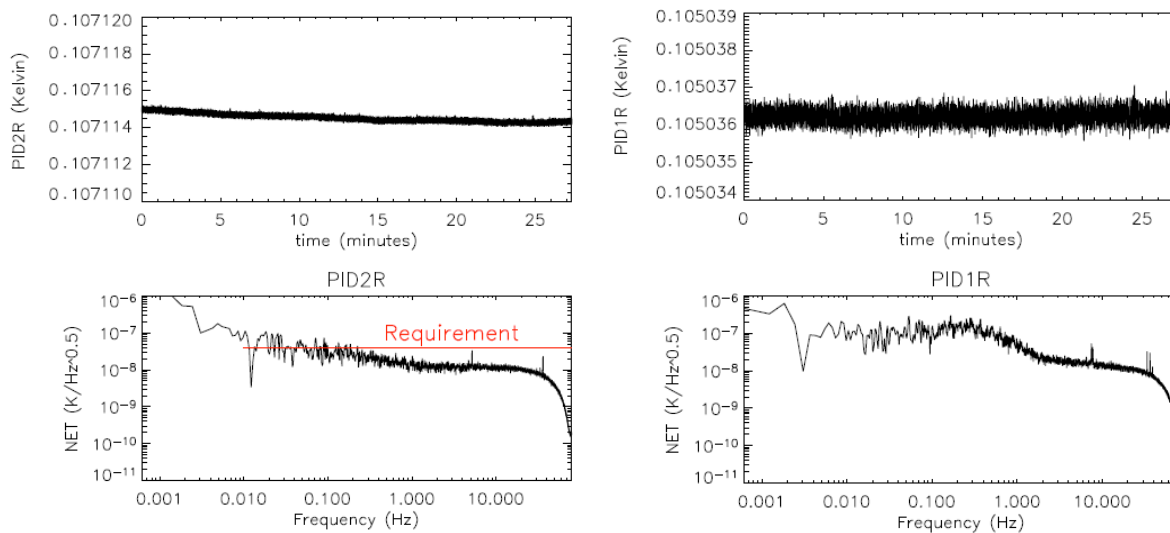 PID2R (Kelvin)
0.107120
0.107118
0.107116
0.107114
0.107112
0.107110
0 5 10 15 20 25
time (minutes)
PID1R (Kelvin)
0.105039
0.105038
0.105037
0.105036
0.105035
0.105034
0 5 10 15 20 25
time (minutes)
PID2R
NET (K/Hz^0.5)
10-6
10-7
10-8
10-9
10-10
10-11
Requirement
0.001 0.010 0.100 1.000 10.000
Frequency (Hz)
PID1R
NET (K/Hz^0.5)
10-6
10-7
10-8
10-9
10-10
10-11
0.001 0.010 0.100 1.000 10.000
Frequency (Hz)